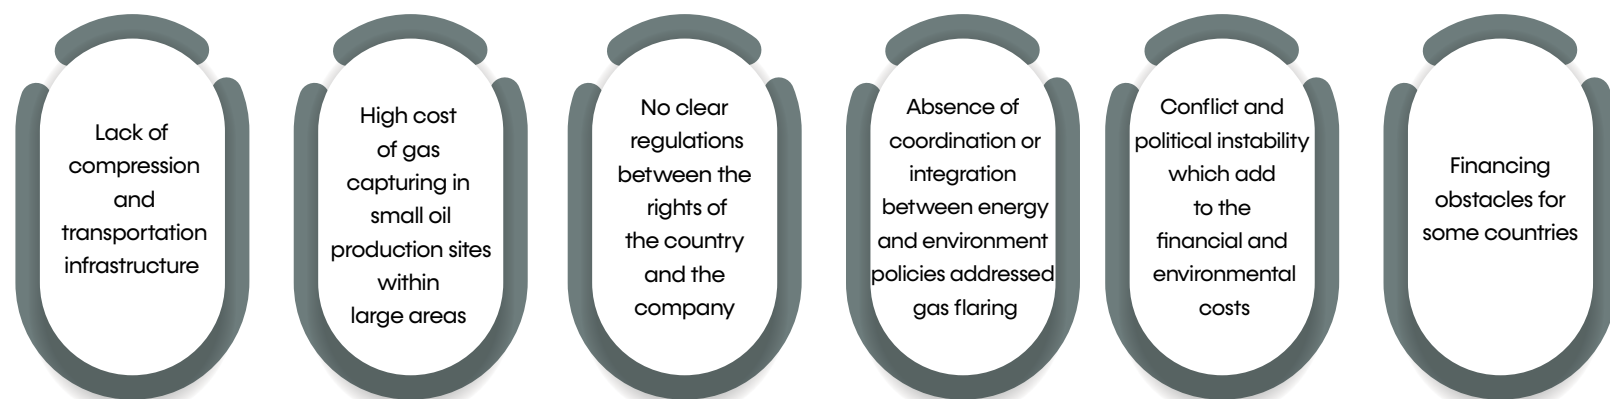 Lack of
compression
and
transportation
infrastructure
High cost
of gas
capturing in
small oil
production sites
within
large areas
No clear
regulations
between the
rights of
the country
and the
company
Absence of
coordination or
integration
between energy
and environment
policies addressed
gas flaring
Conflict and
political instability
which add
to the
financial and
environmental
costs
Financing
obstacles for
some countries